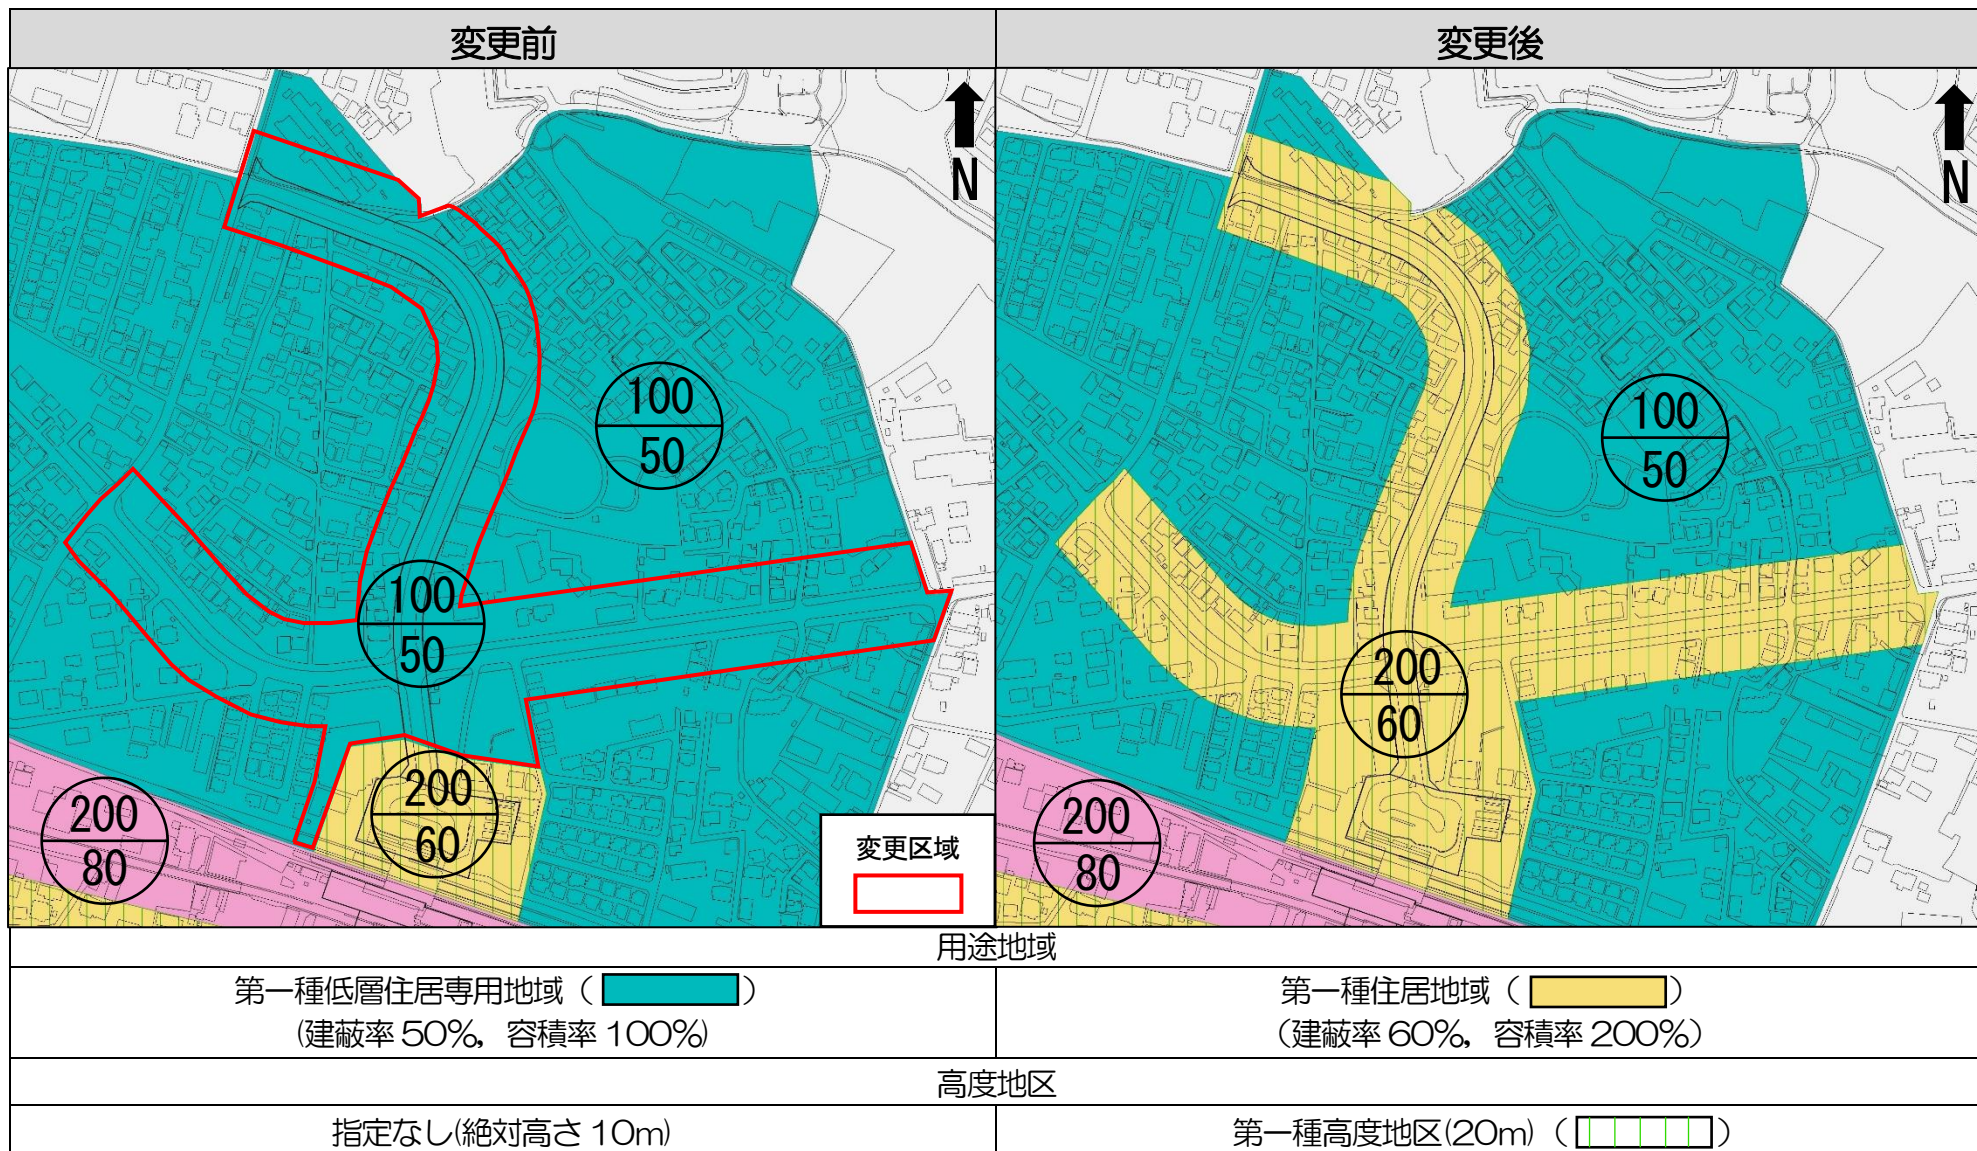 変更前
変更後
N
N
100
50
100
50
100
50
200
60
200
60
200
80
200
80
変更区域
用途地域
第一種低層住居専用地域（　）
(建蔽率 50%，容積率 100%)
第一種住居地域（　）
（建蔽率 60%，容積率 200%）
高度地区
指定なし(絶対高さ 10m)
第一種高度地区(20m)（　）